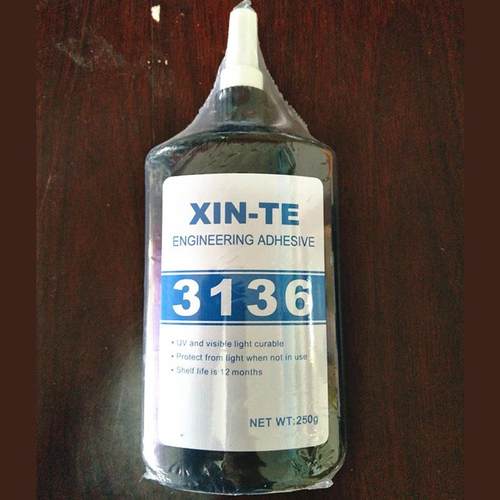 XIN-TE
ENGINEERING ADHESIVE
3136
• UV and visible light curable
• Protect from light when not in use
• Shelf life is 12 months
NET WT:250g